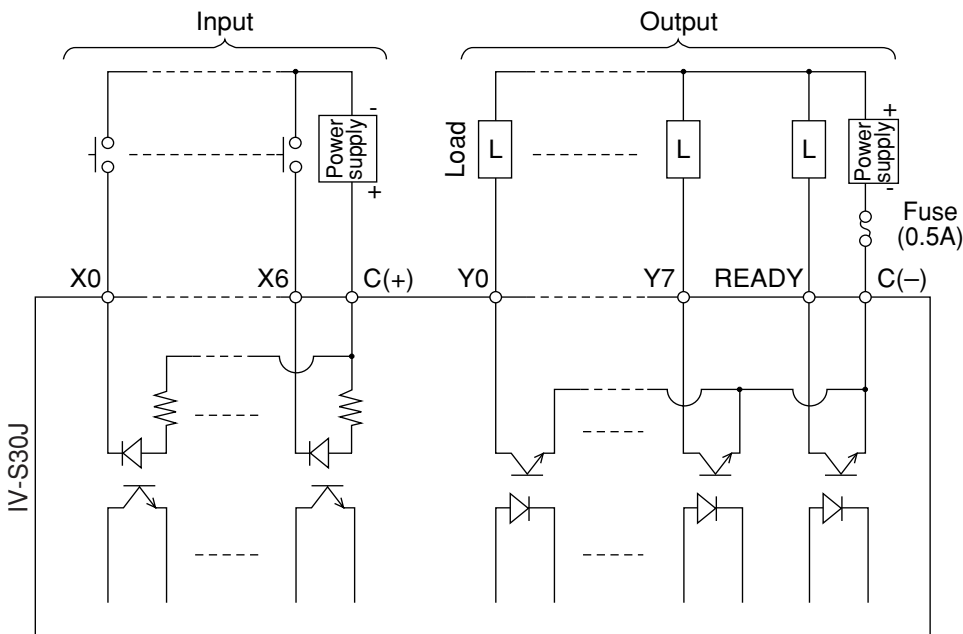 Input
Output
-
Power
supply
+
Load
L
L
L
+
Power
supply
-
Fuse
(0.5A)
X0
X6
C(+)
Y0
Y7
READY
C(–)
IV-S30J